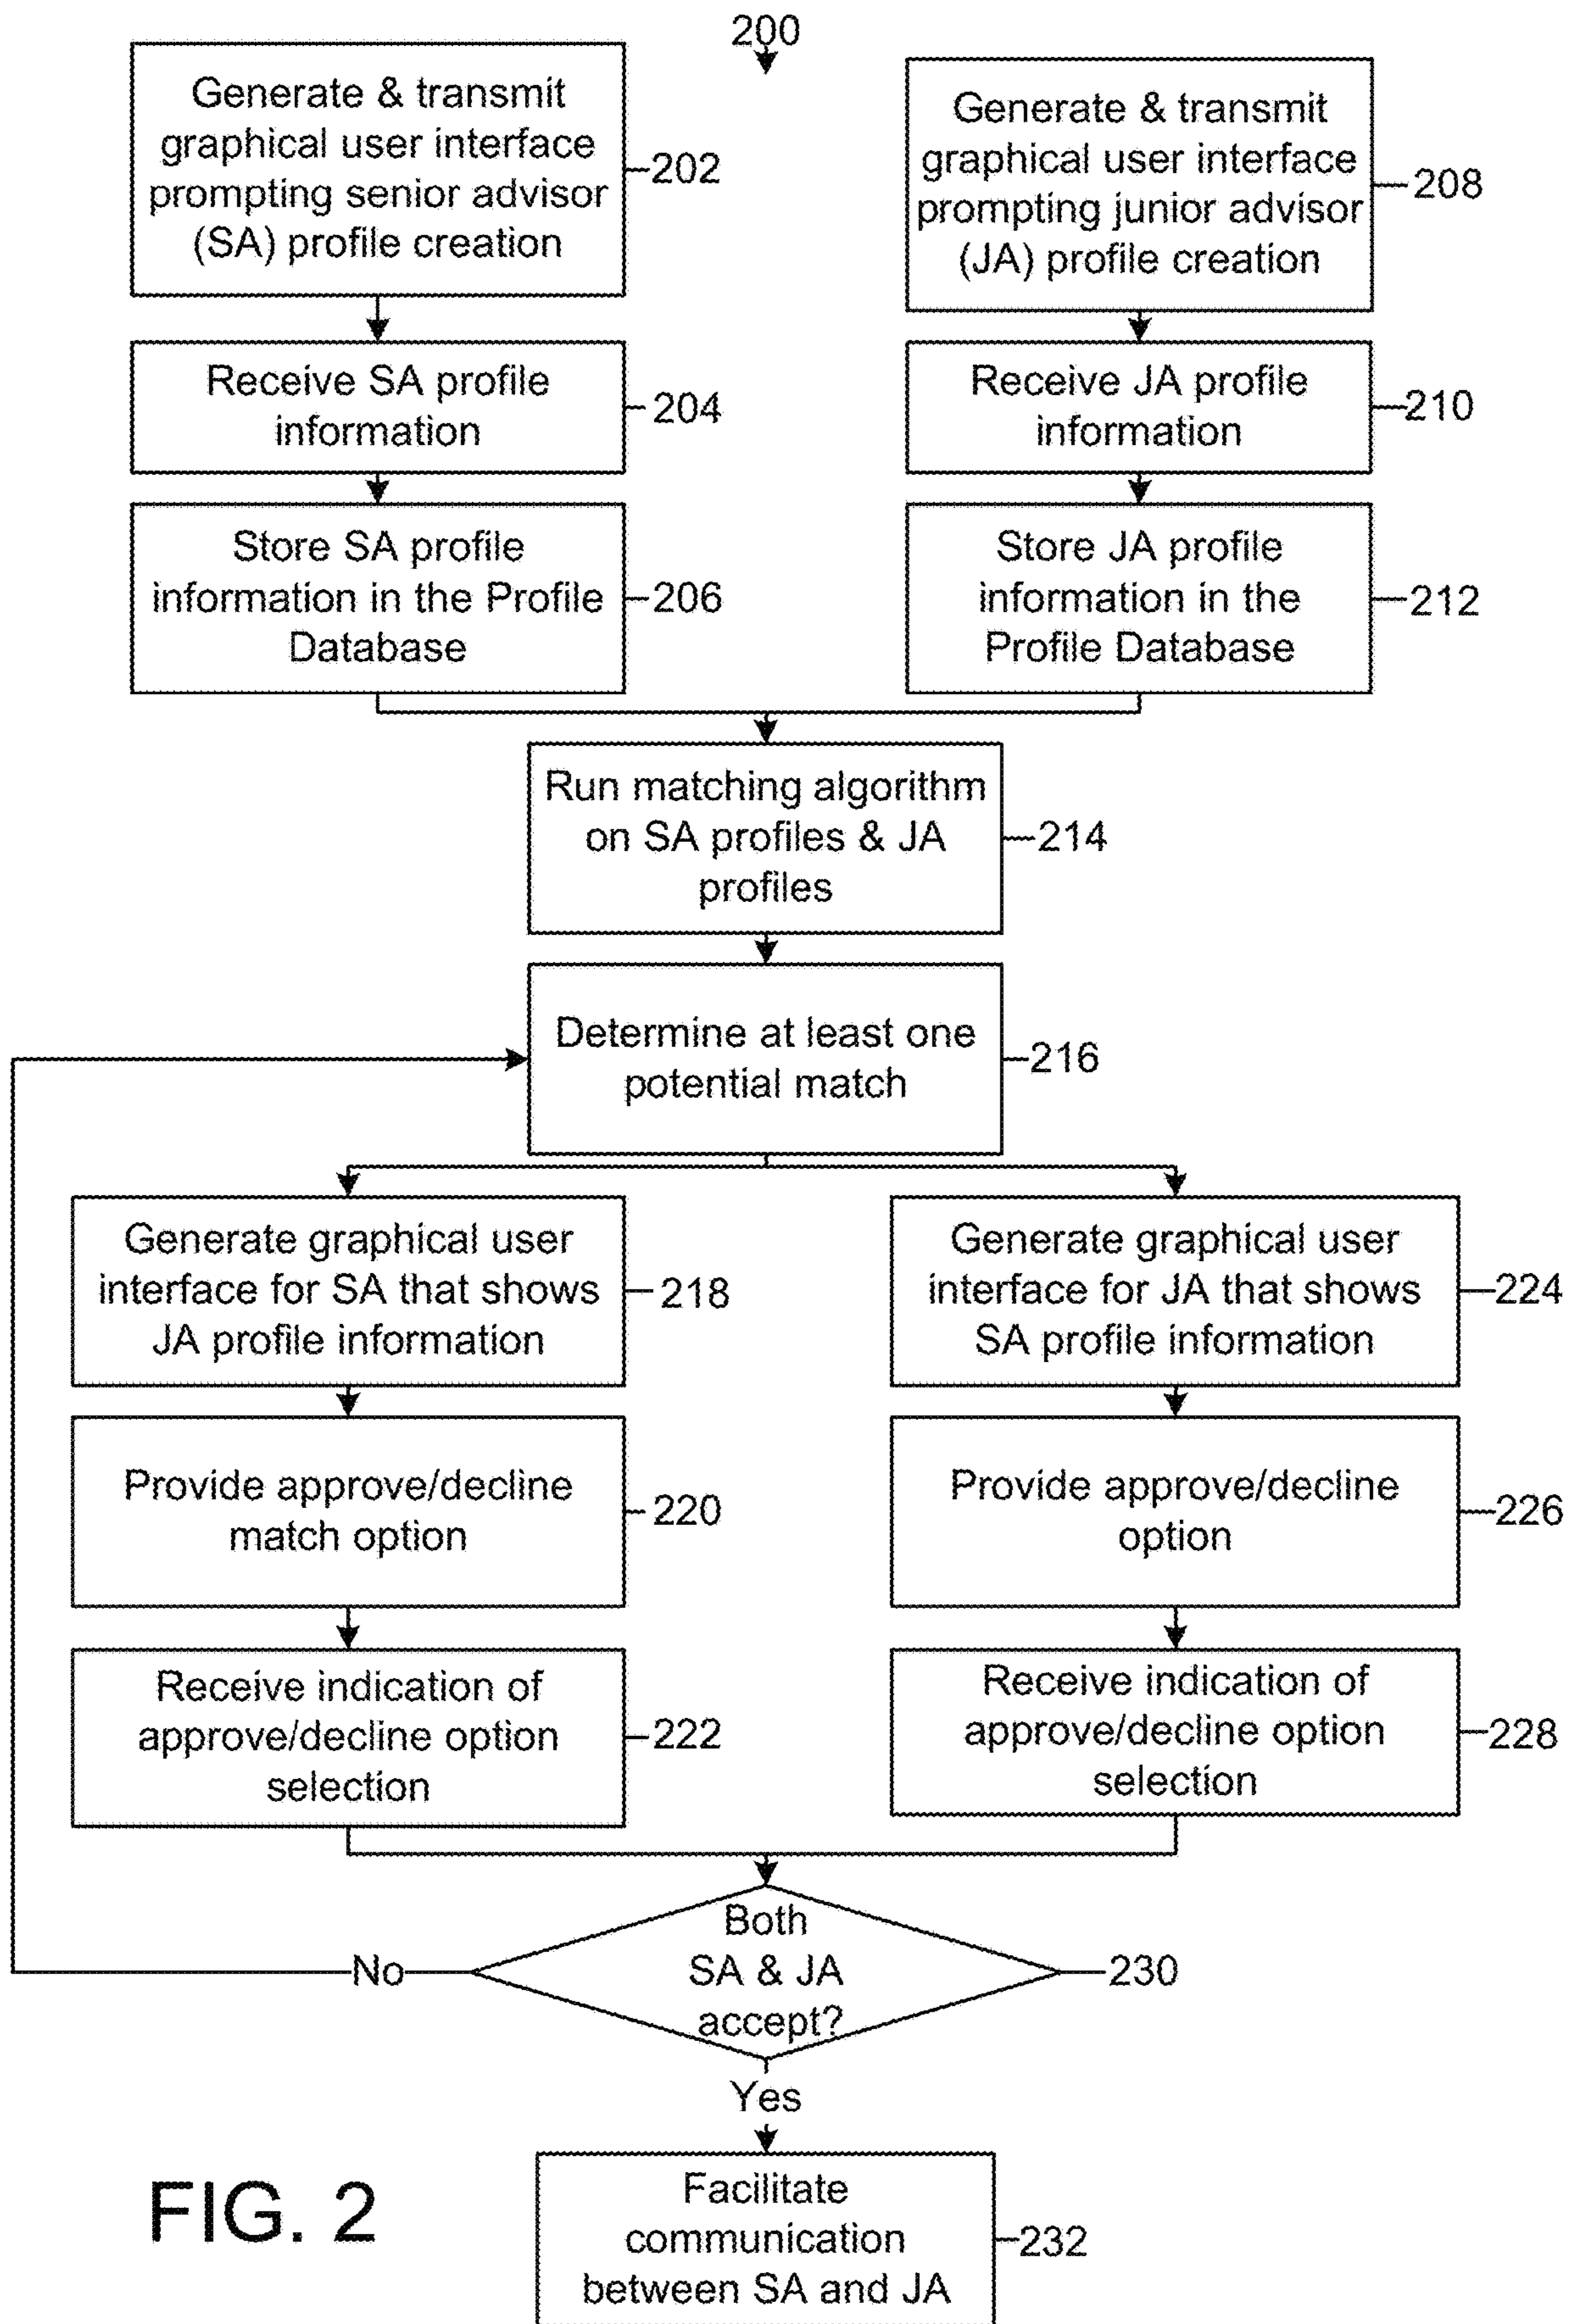 200
Generate & transmit
graphical user interface
prompting senior advisor
(SA) profile creation
202
Generate & transmit
graphical user interface
prompting junior advisor
(JA) profile creation
208
Receive SA profile
information
204
Receive JA profile
information
210
Store SA profile
information in the Profile
Database
206
Store JA profile
information in the
Profile Database
212
Run matching algorithm
on SA profiles & JA
profiles
214
Determine at least one
potential match
216
Generate graphical user
interface for SA that shows
JA profile information
218
Generate graphical user
interface for JA that shows
SA profile information
224
Provide approve/decline
match option
220
Provide approve/decline
option
226
Receive indication of
approve/decline option
selection
222
Receive indication of
approve/decline option
selection
228
Both
SA & JA
accept?
230
No
Yes
Facilitate
communication
between SA and JA
232
FIG. 2